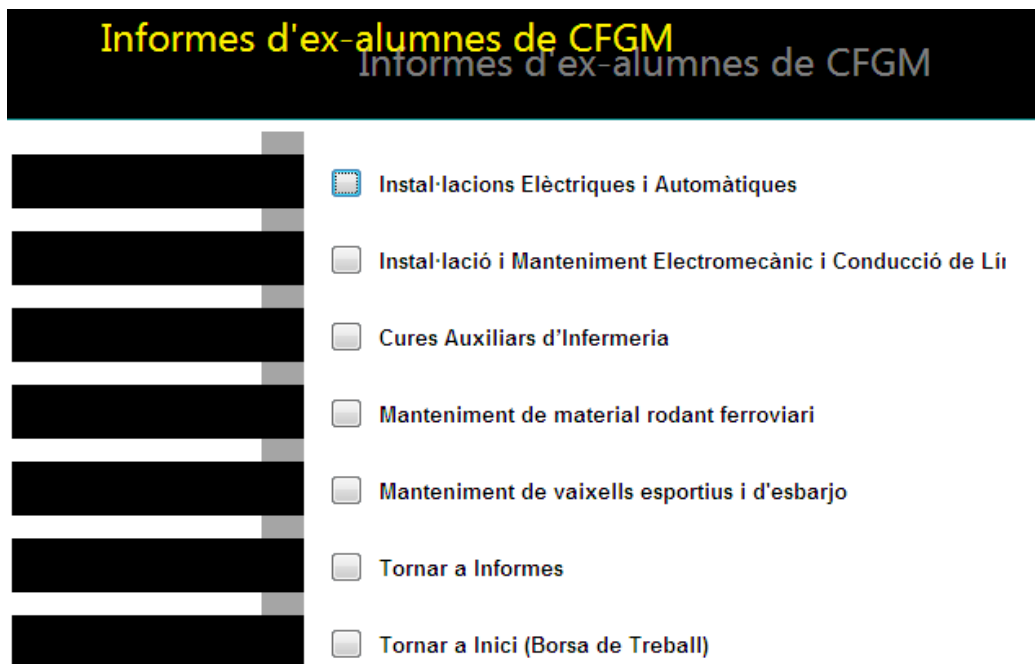 Informes d'ex-alumnes de CFGM
Informes d'ex-alumnes de CFGM
Instal·lacions Elèctriques i Automàtiques
Instal·lació i Manteniment Electromecànic i Conducció de
Cures Auxiliars d’Infermeria
Manteniment de material rodant ferroviari
Manteniment de vaixells esportius i d'esbarjo
Tornar a Informes
Tornar a Inici (Borsa de Treball)